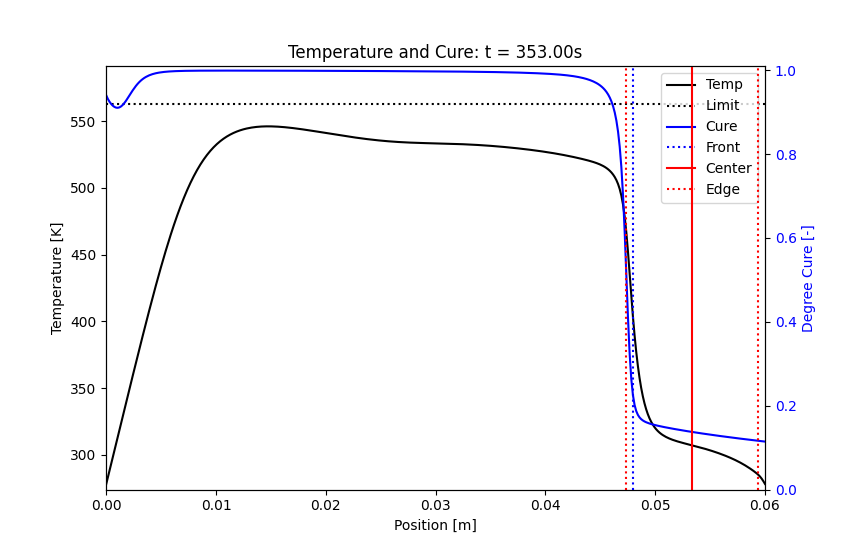 Temperature and Cure: t = 353.00s
Temp
Limit
Cure
Front
Center
Edge
Temperature [K]
550
500
450
400
350
300
1.0
0.8
0.6
0.4
0.2
0.0
Degree Cure [-]
0.00 0.01 0.02 0.03 0.04 0.05 0.06
Position [m]